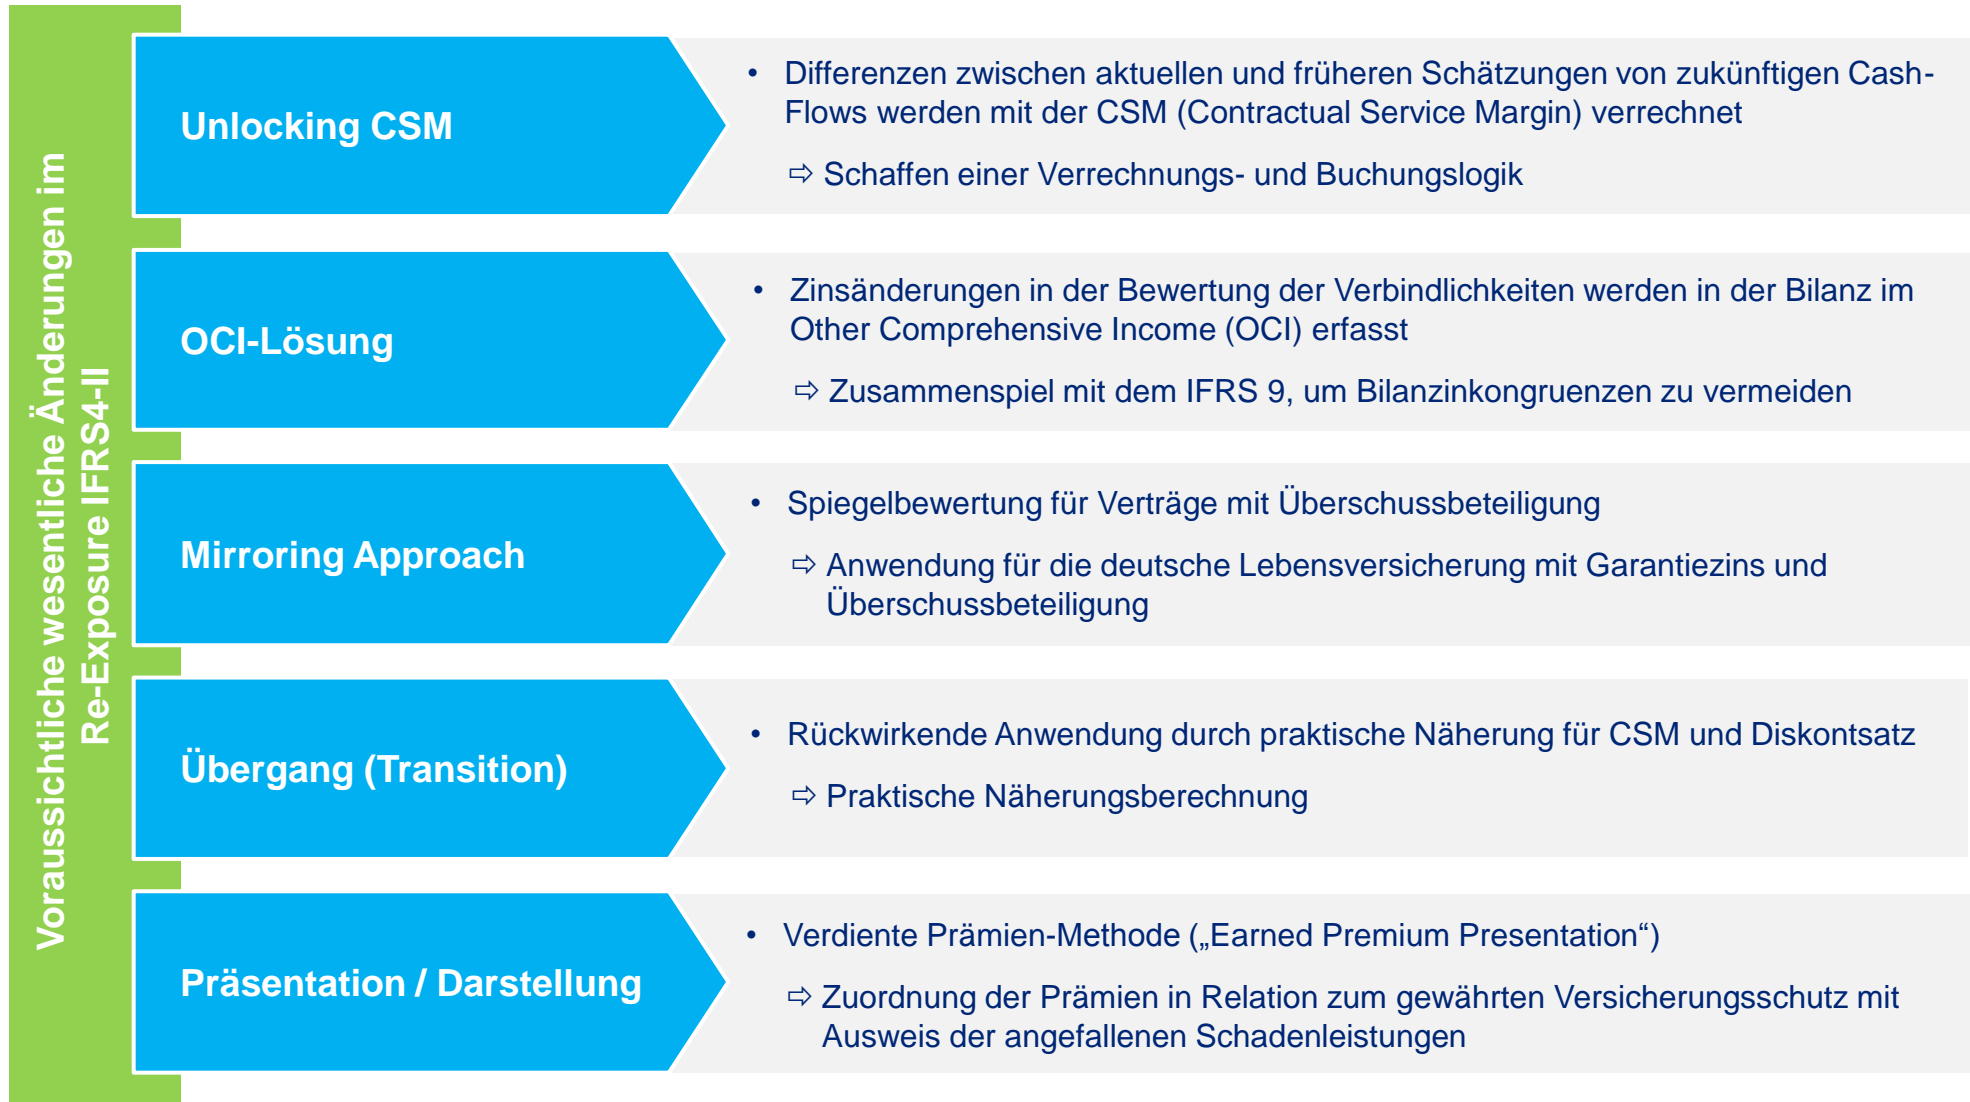 Voraussichtliche wesentliche Änderungen im
Re-Exposure IFRS4-II
Unlocking CSM
• Differenzen zwischen aktuellen und früheren Schätzungen von zukünftigen Cash-
Flows werden mit der CSM (Contractual Service Margin) verrechnet
⇨ Schaffen einer Verrechnungs- und Buchungslogik
OCI-Lösung
• Zinsänderungen in der Bewertung der Verbindlichkeiten werden in der Bilanz im
Other Comprehensive Income (OCI) erfasst
⇨ Zusammenspiel mit dem IFRS 9, um Bilanzinkongruenzen zu vermeiden
Mirroring Approach
• Spiegelbewertung für Verträge mit Überschussbeteiligung
⇨ Anwendung für die deutsche Lebensversicherung mit Garantiezins und
Überschussbeteiligung
Übergang (Transition)
• Rückwirkende Anwendung durch praktische Näherung für CSM und Diskontsatz
⇨ Praktische Näherungsberechnung
Präsentation / Darstellung
• Verdiente Prämien-Methode („Earned Premium Presentation“)
⇨ Zuordnung der Prämien in Relation zum gewährten Versicherungsschutz mit
Ausweis der angefallenen Schadenleistungen